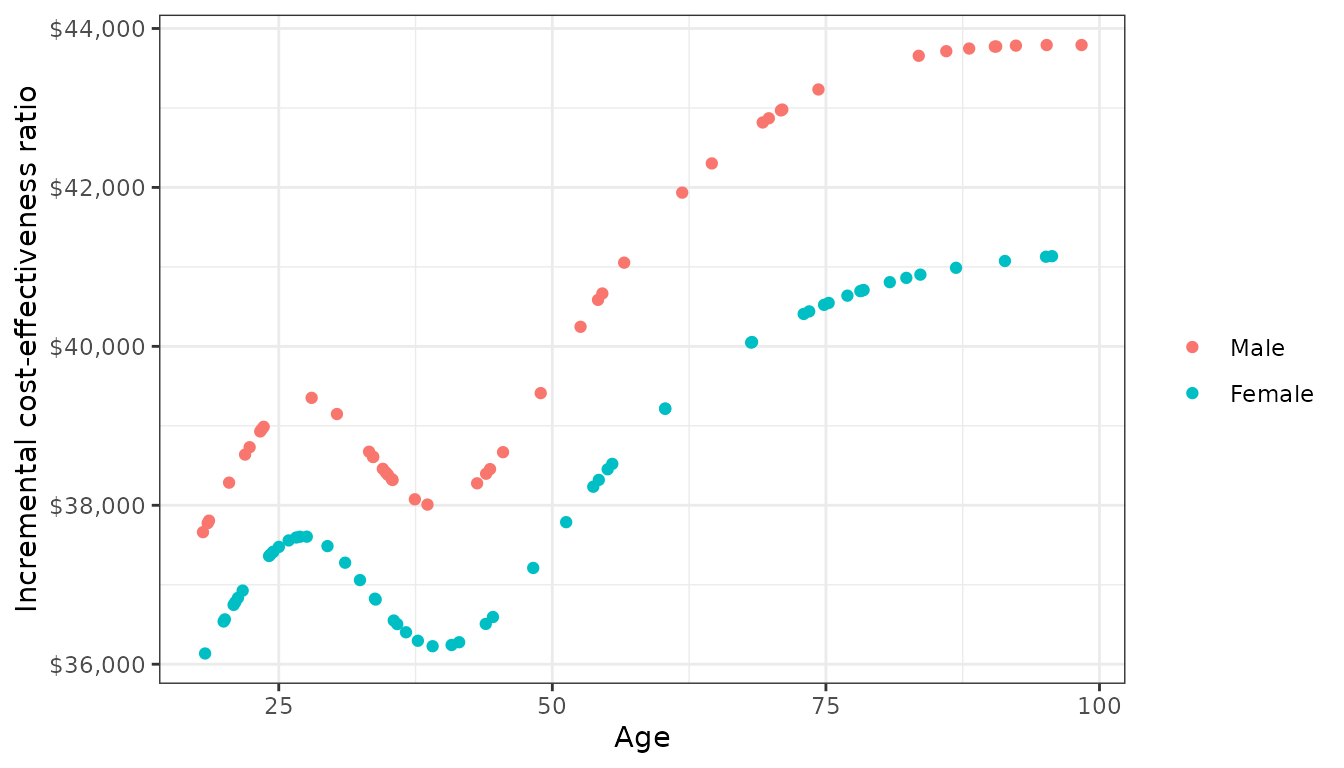 $44,000
$42,000
$40,000
$38,000
$36,000
Incremental cost-effectiveness ratio
25 50 75 100
Age
Male
Female